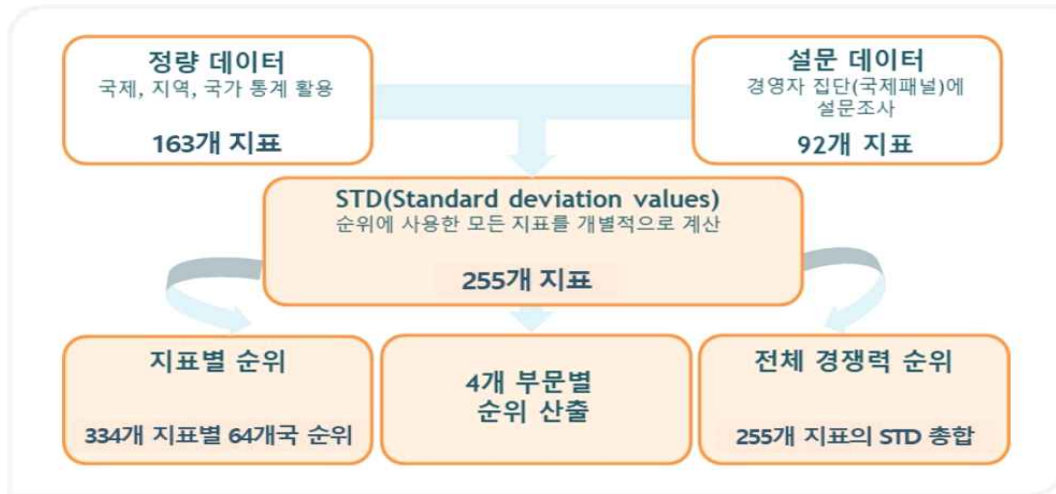 정량 데이터
국제, 지역, 국가 통계 활용
163개 지표
설문 데이터
경영자 집단(국제패널)에
설문조사
92개 지표
STD(Standard deviation values)
순위에 사용한 모든 지표를 개별적으로 계산
255개 지표
지표별 순위
334개 지표별 64개국 순위
4개 부문별
순위 산출
전체 경쟁력 순위
255개 지표의 STD 총합